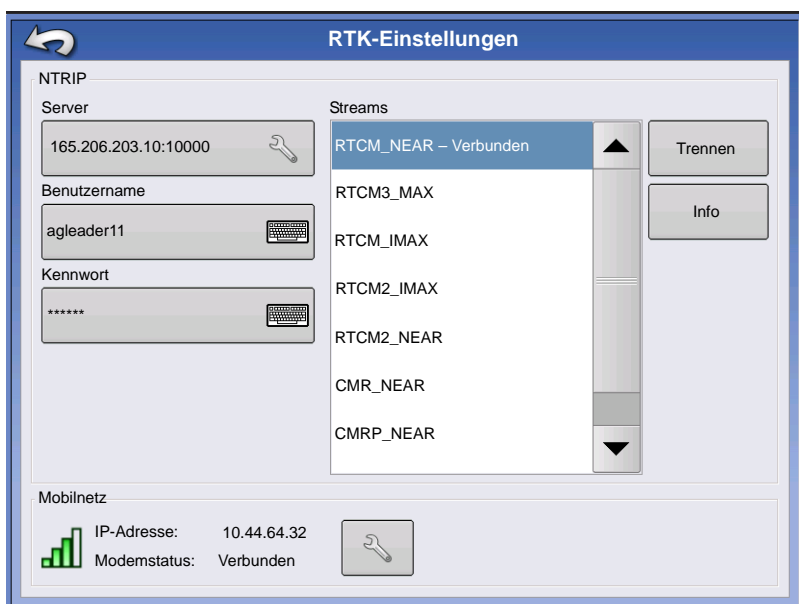 RTK-Einstellungen
NTRIP
Server
165.206.203.10:10000
Benutzername
agleader11
Kennwort
******
Streams
RTCM_NEAR – Verbunden
RTCM3_MAX
RTCM_IMAX
RTCM2_IMAX
RTCM2_NEAR
CMR_NEAR
CMRP_NEAR
Trennen
Info
Mobilnetz
IP-Adresse: 10.44.64.32
Modemstatus: Verbunden